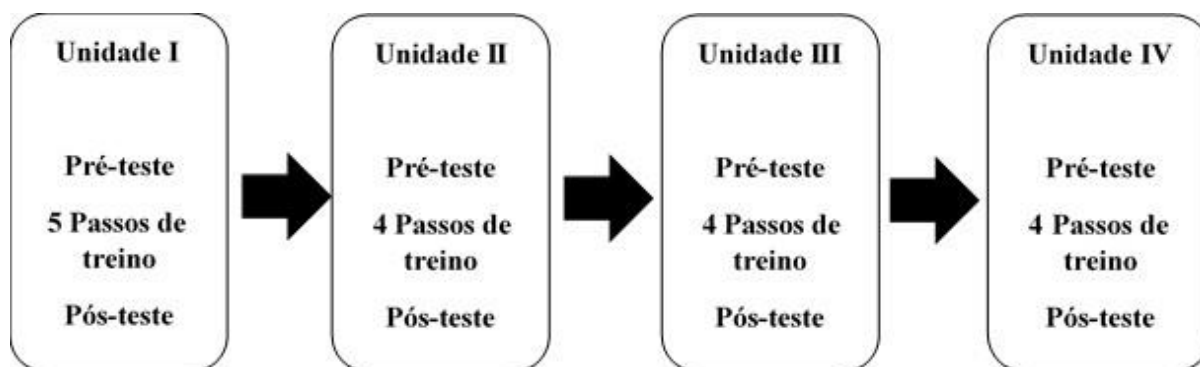 Unidade I
Pré-teste
5 Passos de
treino
Pós-teste
Unidade II
Pré-teste
4 Passos de
treino
Pós-teste
Unidade III
Pré-teste
4 Passos de
treino
Pós-teste
Unidade IV
Pré-teste
4 Passos de
treino
Pós-teste